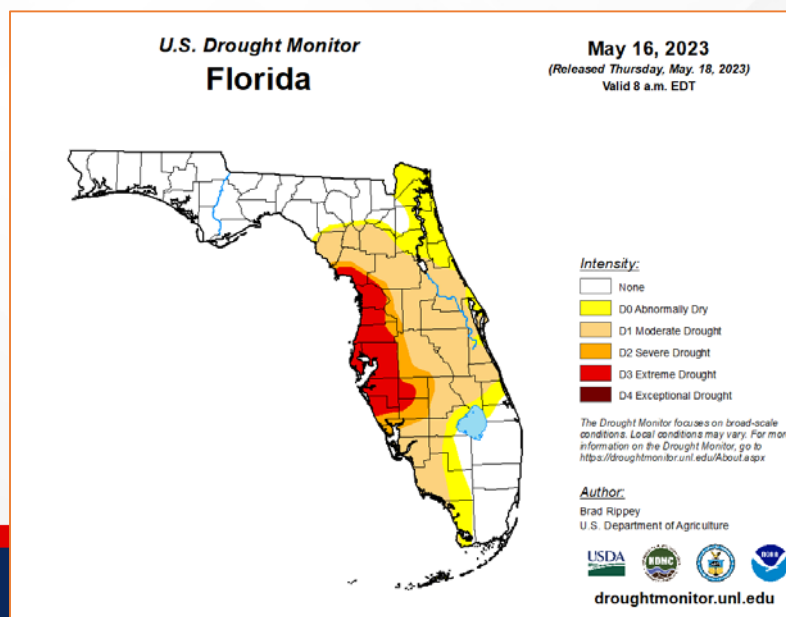 U.S. Drought Monitor
Florida
May 16, 2023
(Released Thursday, May. 18, 2023)
Valid 8 a.m. EDT
Intensity:
None
D0 Abnormally Dry
D1 Moderate Drought
D2 Severe Drought
D3 Extreme Drought
D4 Exceptional Drought
The Drought Monitor focuses on broad-scale
conditions. Local conditions may vary. For more
information on the Drought Monitor, go to
https://droughtmonitor.unl.edu/About.aspx
Author:
Brad Rippey
U.S. Department of Agriculture
USDA
NDMC
NOAA
droughtmonitor.unl.edu